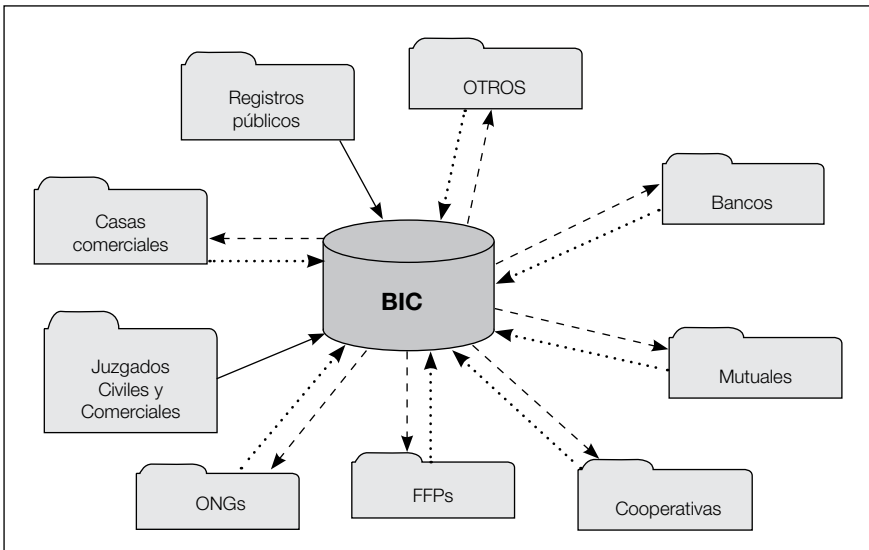 Registros
públicos
OTROS
Casas
comerciales
Bancos
BIC
Juzgados
Civiles y
Comerciales
Mutuales
ONGs
FFPs
Cooperativas